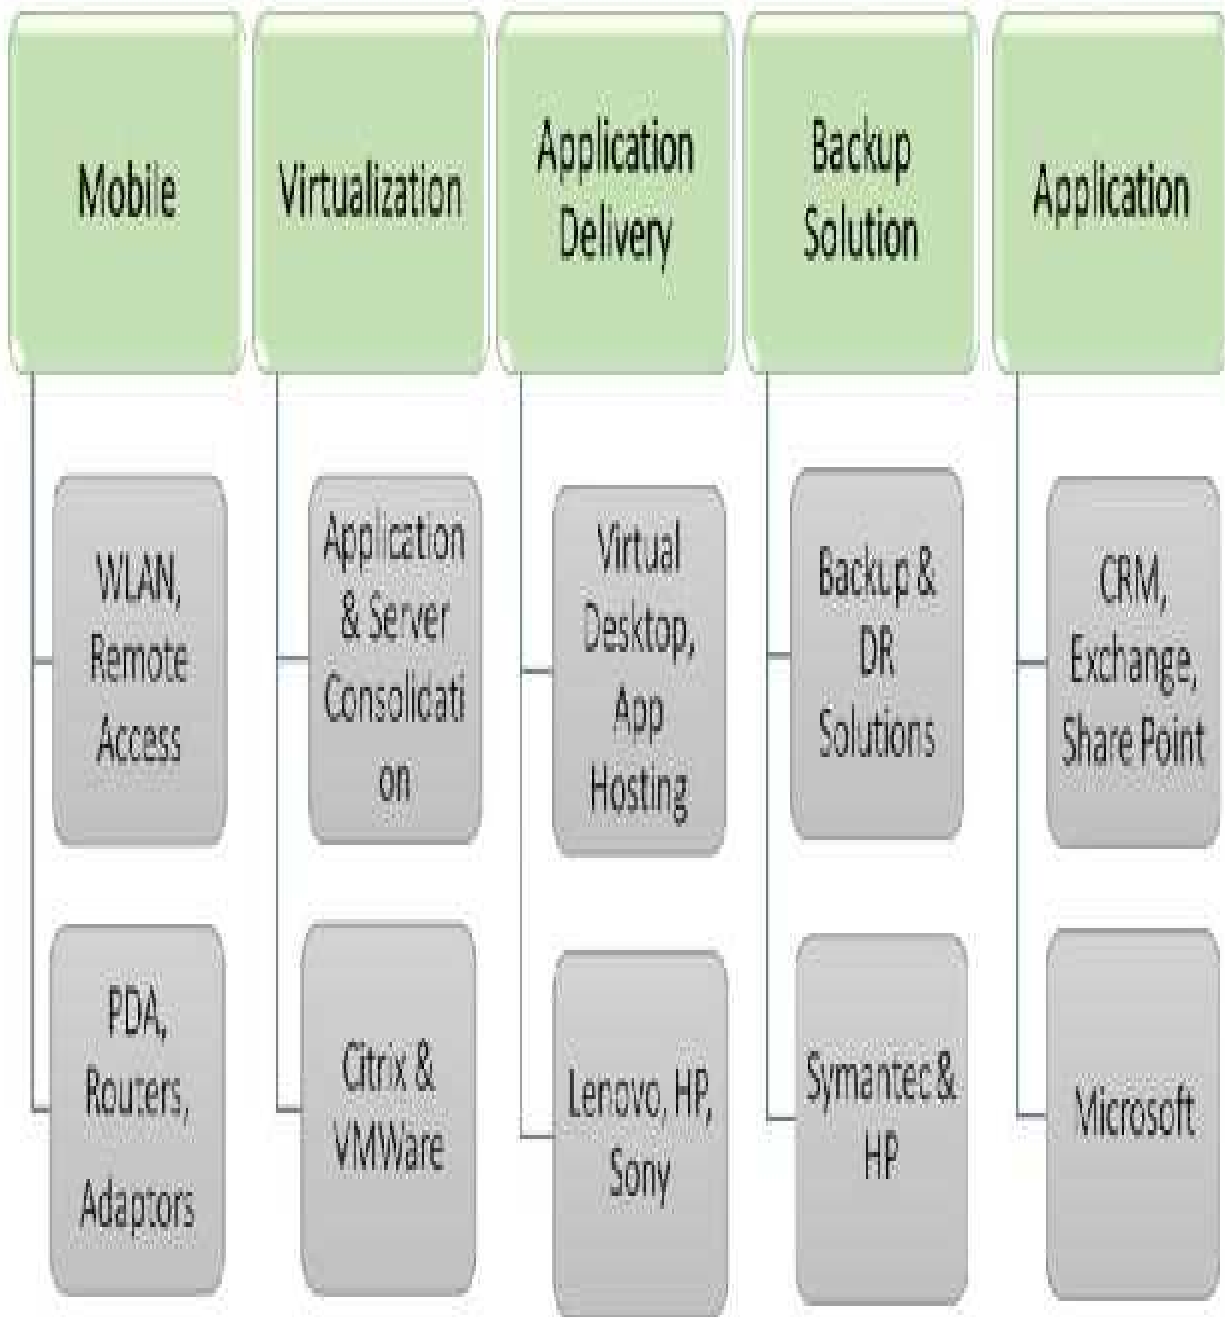 Mobile
Virtualization
Application
Delivery
Backup
Solution
Application
WLAN,
Remote
Access
Application
& Server
Consolidati
on
Virtual
Desktop,
App
Hosting
Backup &
DR
Solutions
CRM,
Exchange,
Share Point
PDA,
Routers,
Adaptors
Citrix &
VMWare
Lenovo, HP,
Sony
Symantec &
HP
Microsoft